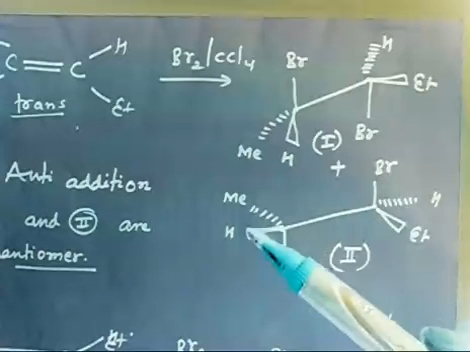 H
C = C
Br₂/CCl₄
Et
trans
Br
H
Et
Me
H
(I)
Br
+
Anti addition
and (II) are
antiomer.
Me
H
Br
H
Et
(II)
Et